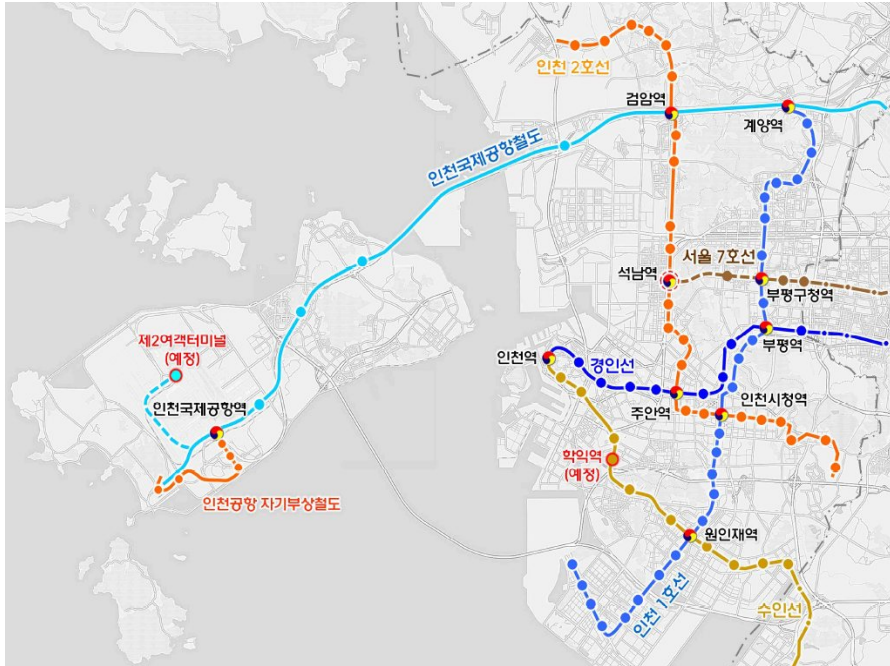 인천 2호선
검암역
계양역
인천국제공항철도
서울 7호선
석남역
부평구청역
부평역
제2여객터미널
(예정)
인천역
경인선
인천국제공항역
주안역
인천시청역
학익역
(예정)
인천공항 자기부상철도
원인재역
인천 1호선
수인선